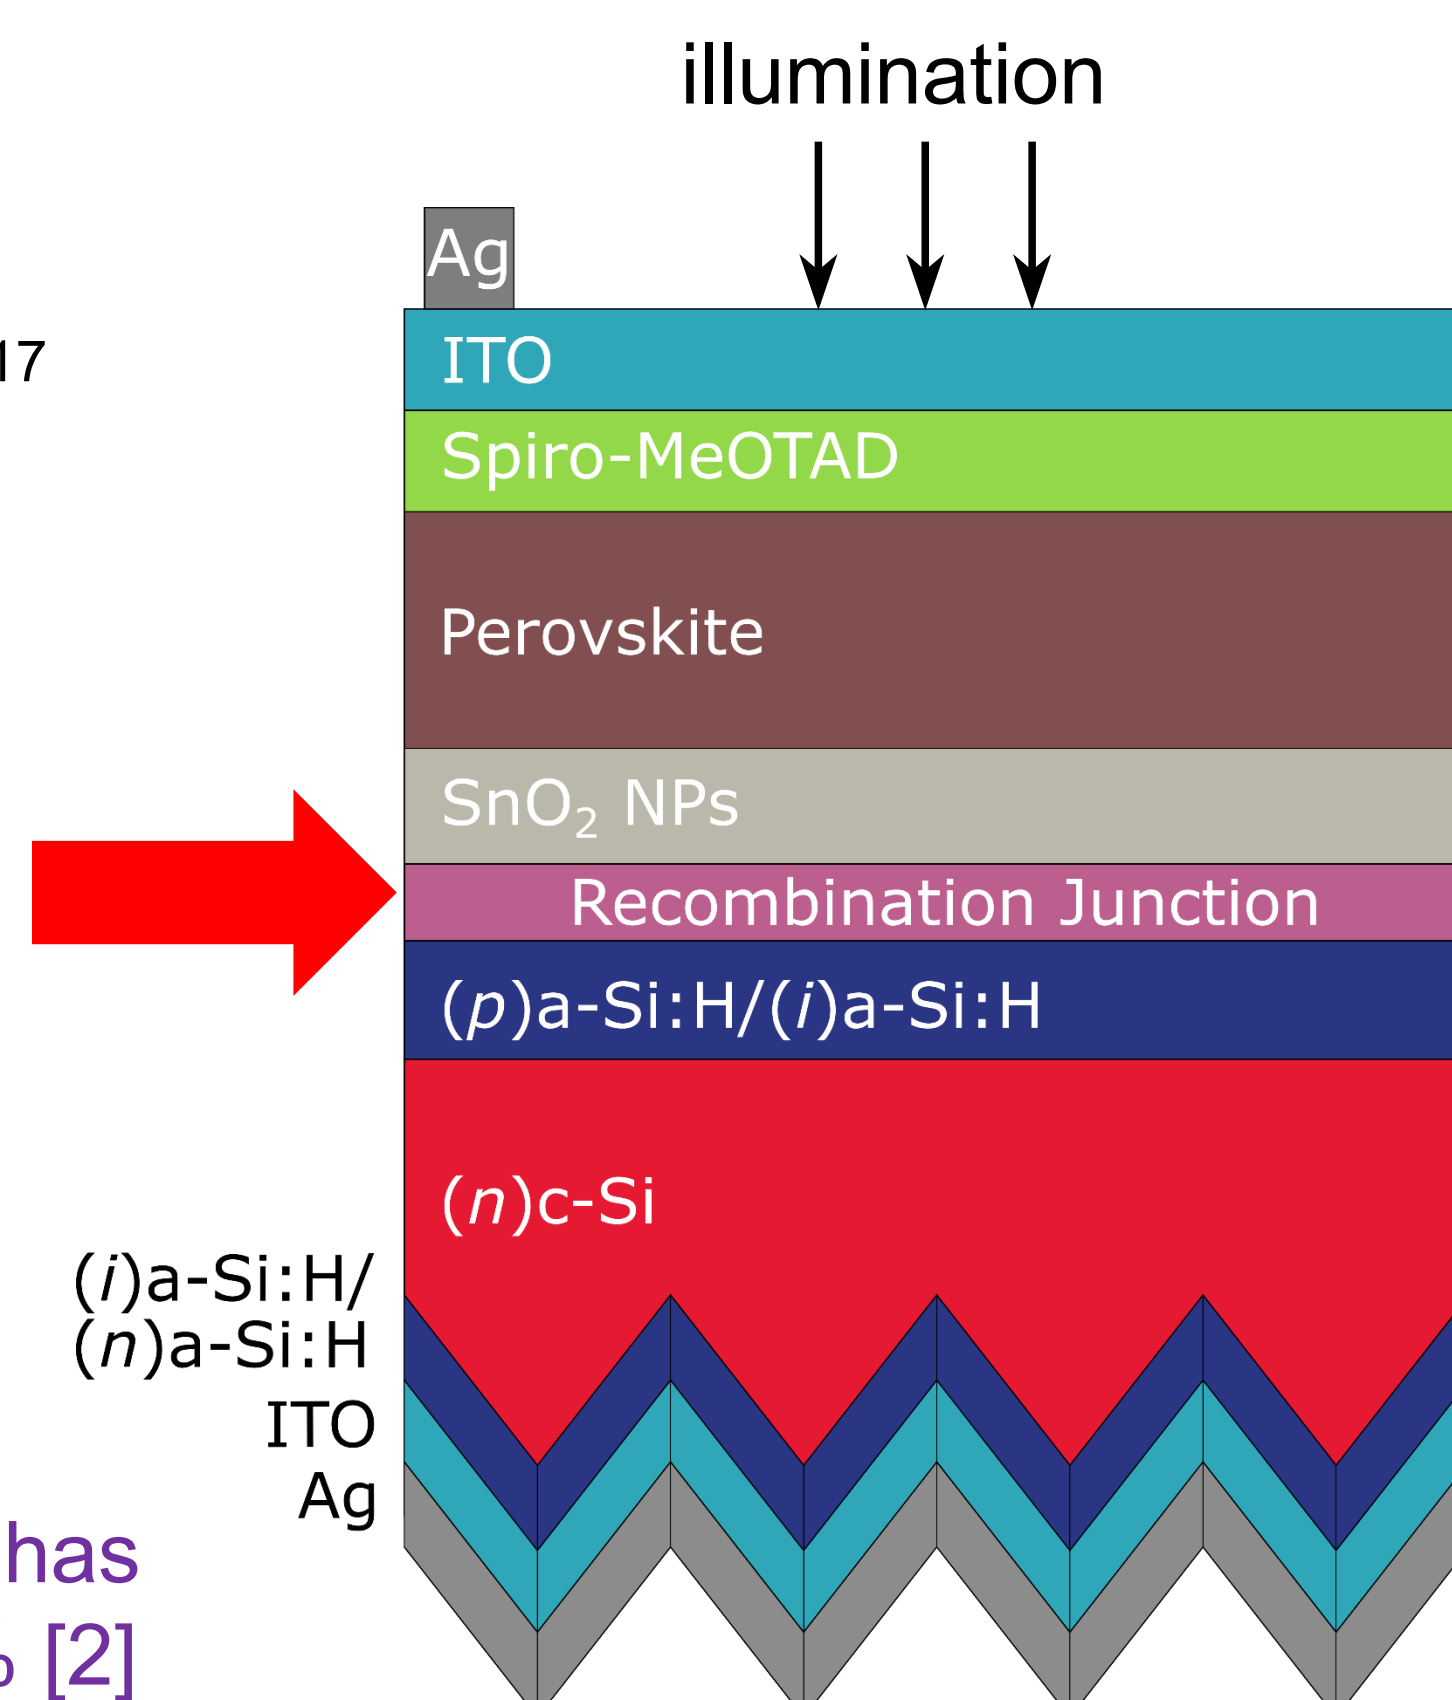 illumination
Ag
17
ITO
Spiro-MeOTAD
Perovskite
SnO₂ NPs
Recombination Junction
(p)a-Si:H/(i)a-Si:H
(n)c-Si
(i)a-Si:H/
(n)a-Si:H
ITO
Ag
has
% [2]